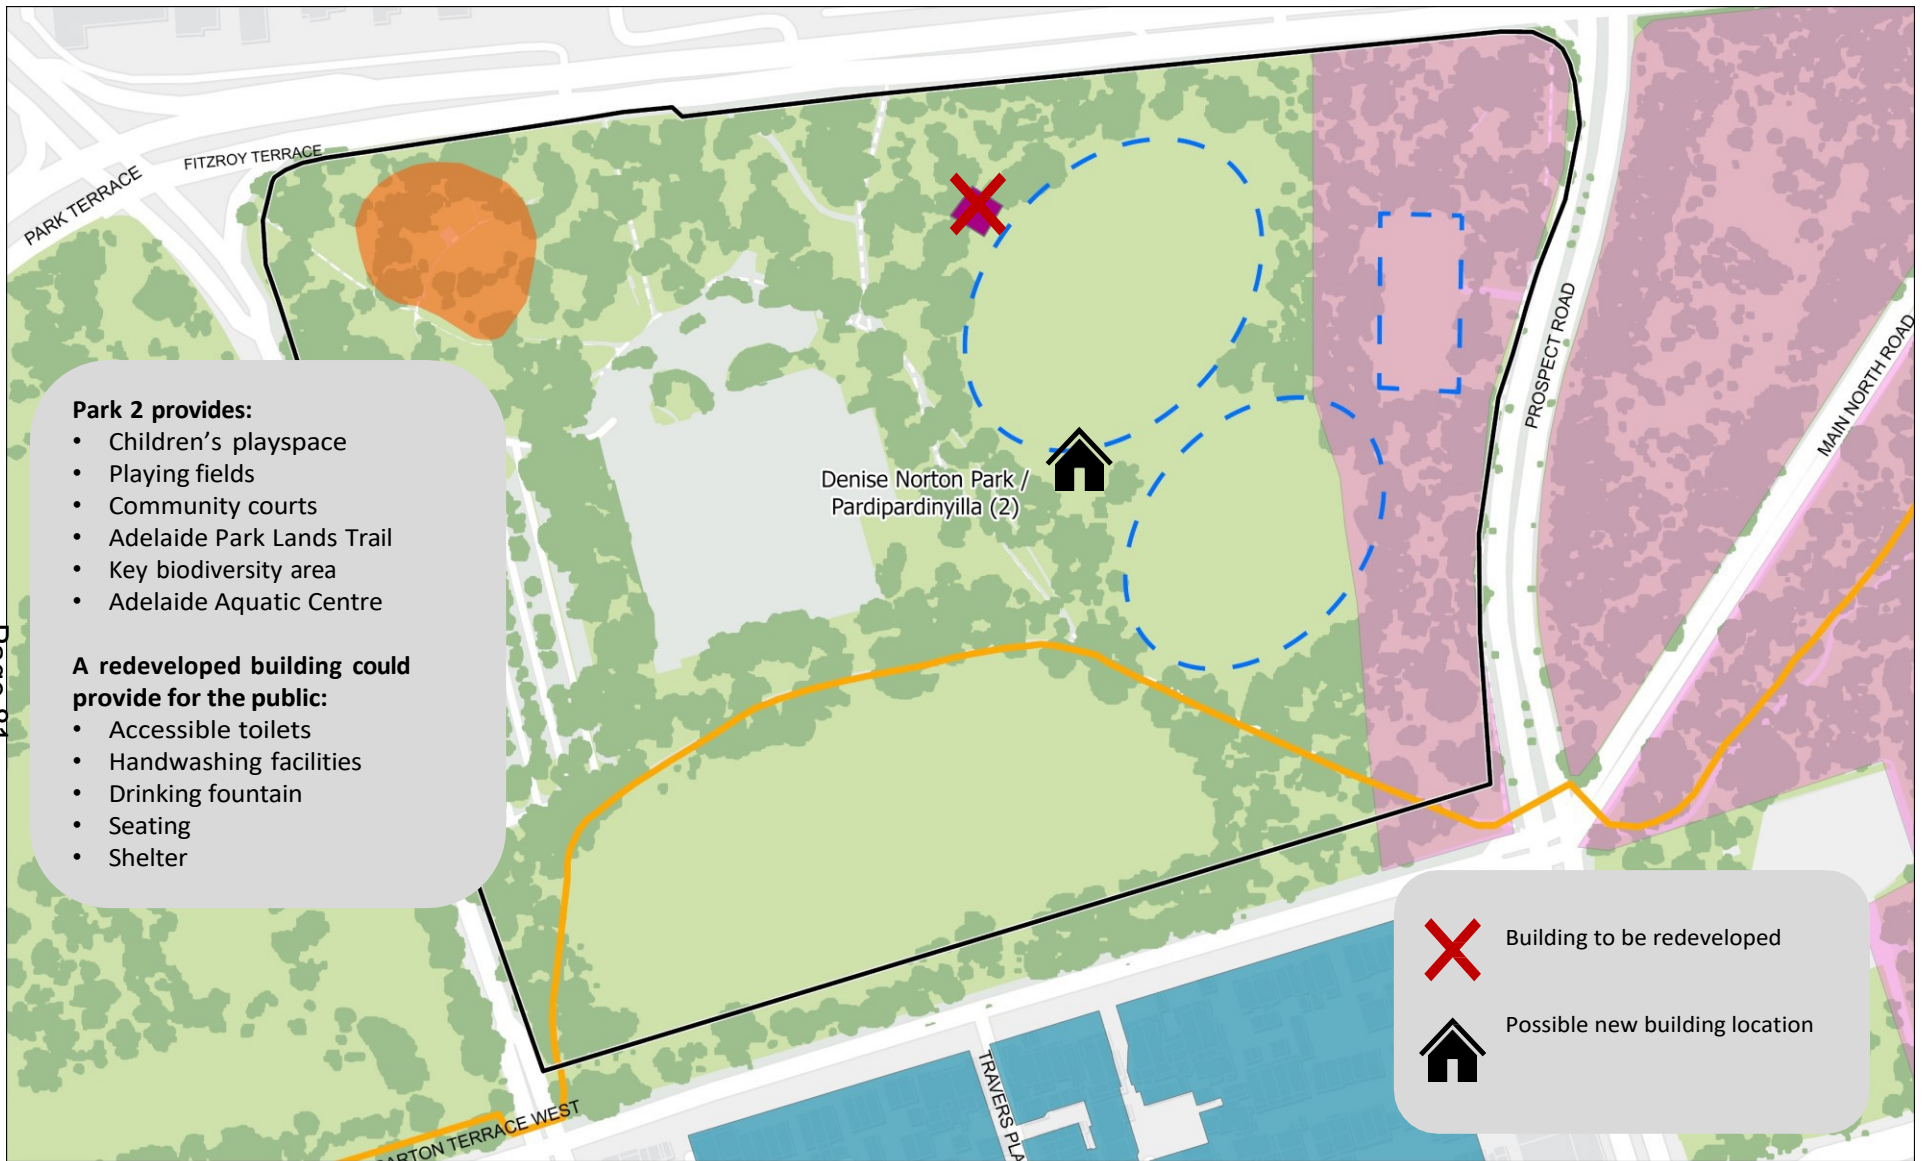 PARK TERRACE
FITZROY TERRACE
PROSPECT ROAD
MAIN NORTH ROAD
Park 2 provides:
• Children’s playspace
• Playing fields
• Community courts
• Adelaide Park Lands Trail
• Key biodiversity area
• Adelaide Aquatic Centre
A redeveloped building could
provide for the public:
• Accessible toilets
• Handwashing facilities
• Drinking fountain
• Seating
• Shelter
Denise Norton Park /
Pardipardinyilla (2)
Building to be redeveloped
Possible new building location
TRAVERS PLA
ARTON TERRACE WEST